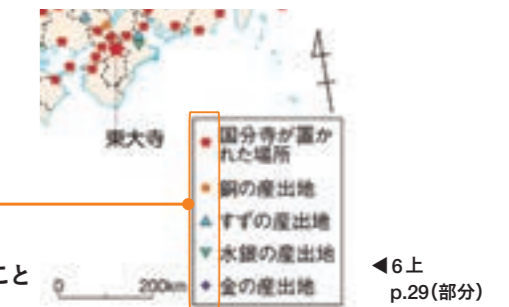 東大寺
国分寺が置か
れた場所
銅の産出地
すずの産出地
水銀の産出地
金の産出地
0 200km
こと
◀6上
p.29(部分)